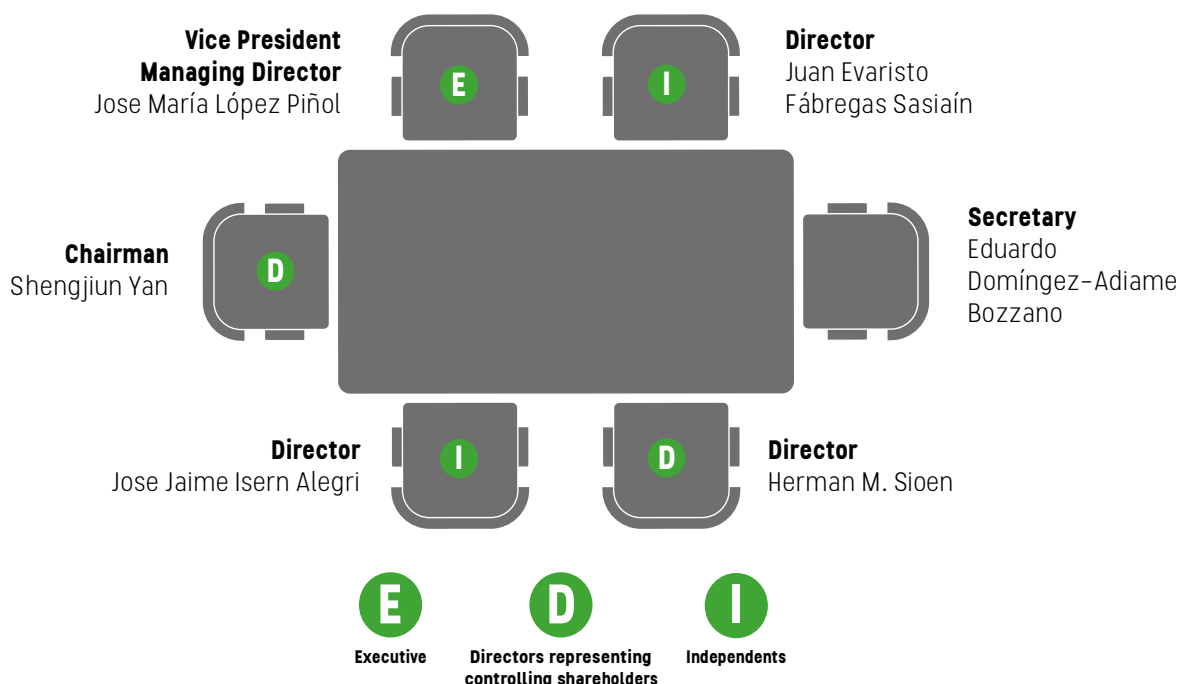 Vice President
Managing Director
Jose María López Piñol
E
I
Director
Juan Evaristo
Fábregas Sasiaín
Chairman
Shengjiun Yan
D
Secretary
Eduardo
Domíngez-Adiame
Bozzano
Director
Jose Jaime Isern Alegri
I
D
Director
Herman M. Sioen
E
Executive
D
Directors representing
controlling shareholders
I
Independents